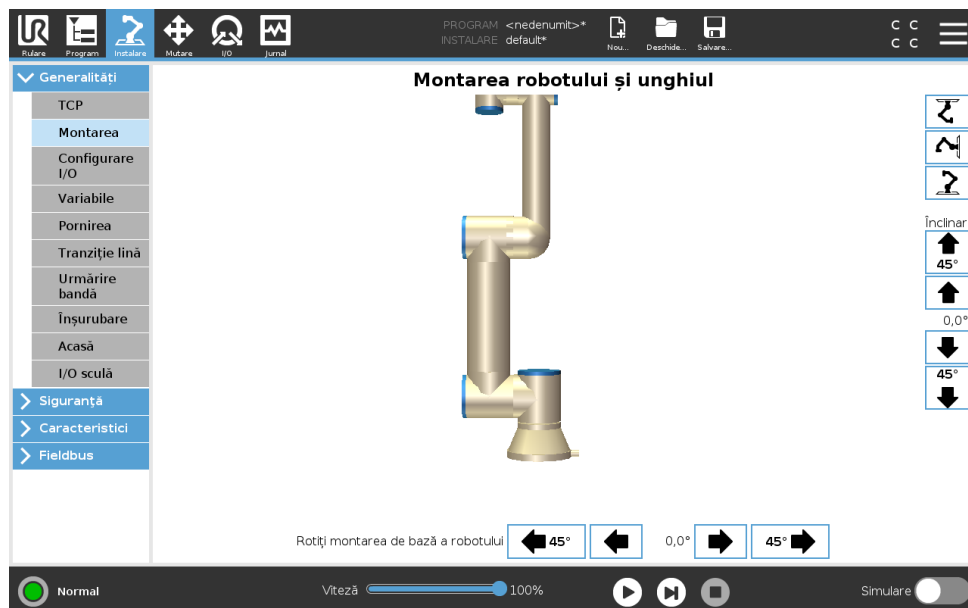 UR
Rulare
Program
Instalare
Mutare
I/O
Jurnal
PROGRAM <nedenumit>*
INSTALARE default*
Nou...
Deschide...
Salvare...
C C
C C
Generalități
TCP
Montarea
Configurare
I/O
Variabile
Pornirea
Tranziție lină
Urmărire
bandă
Înșurubare
Acasă
I/O sculă
Siguranță
Caracteristici
Fieldbus
Montarea robotului și unghiul
Înclinar
45°
0,0°
45°
Rotiți montarea de bază a robotului
45°
0,0°
45°
Normal
Viteză
100%
Simulare